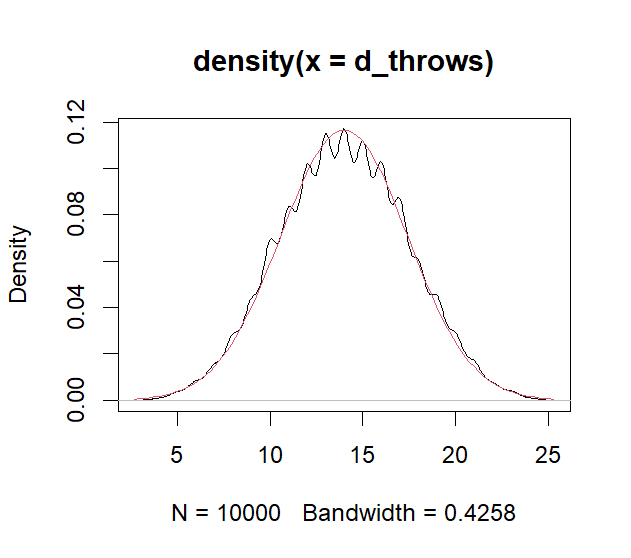 density(x = d_throws)
Density
0.12
0.08
0.04
0.00
5 10 15 20 25
N = 10000 Bandwidth = 0.4258